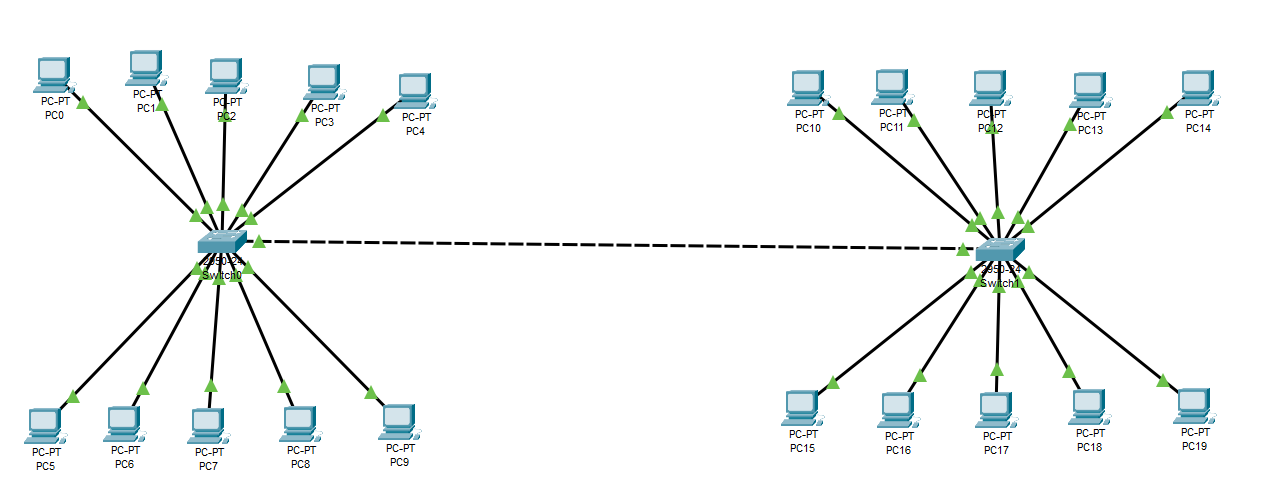 PC-PT
PC0
PC-PT
PC1
PC-PT
PC2
PC-PT
PC3
PC-PT
PC4
PC-PT
PC10
PC-PT
PC11
PC-PT
PC12
PC-PT
PC13
PC-PT
PC14
2950-24
Switch0
2950-24
Switch1
PC-PT
PC5
PC-PT
PC6
PC-PT
PC7
PC-PT
PC8
PC-PT
PC9
PC-PT
PC15
PC-PT
PC16
PC-PT
PC17
PC-PT
PC18
PC-PT
PC19